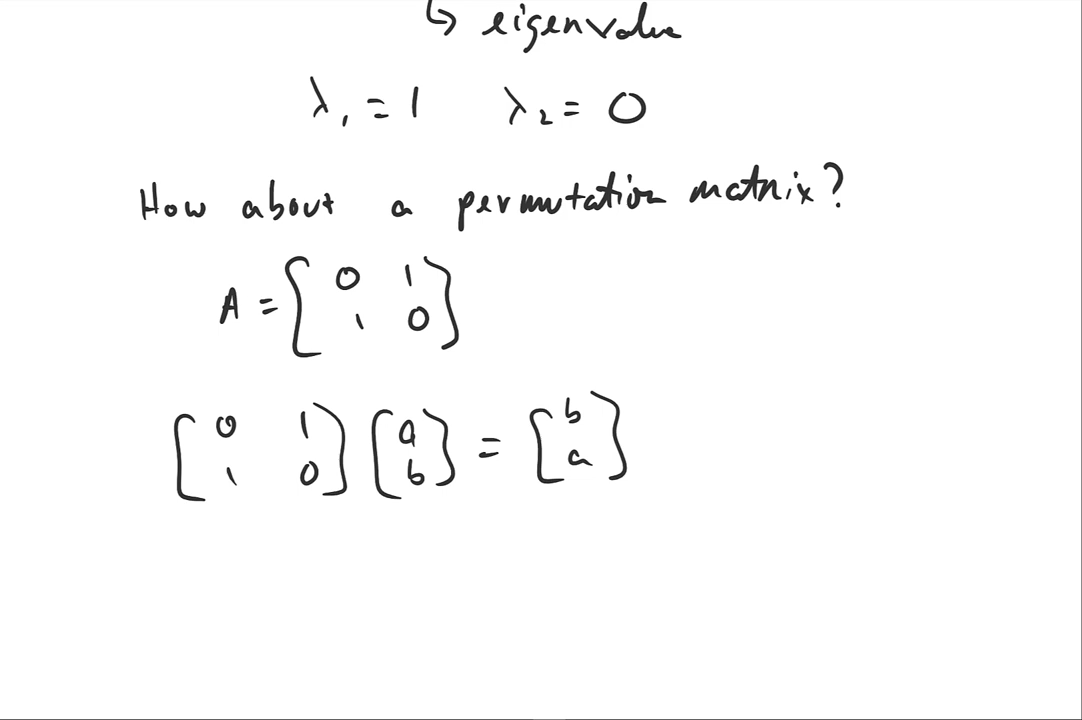 ↳ eigenvalue
λ₁ = 1 λ₂ = 0
How about a permutation matrix?
A = [0 1
1 0]
[0 1 [a = [b
1 0] b] a]